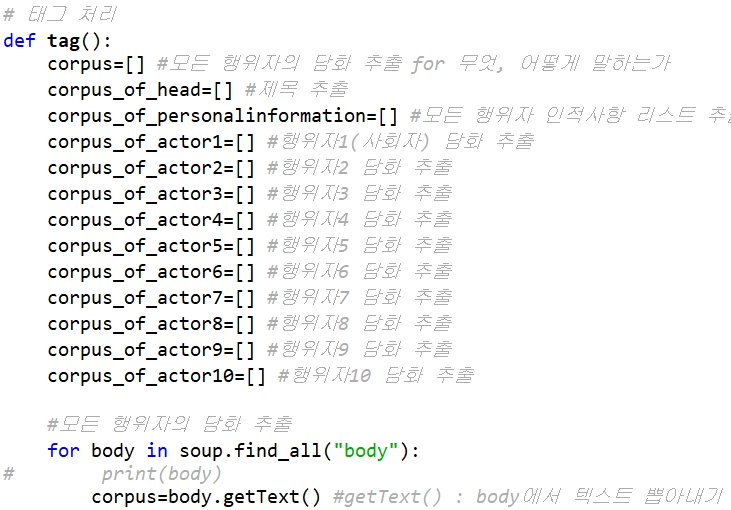 # 태그 처리
def tag():
    corpus=[] #모든 행위자의 담화 추출 for 무엇, 어떻게 말하는가
    corpus_of_head=[] #제목 추출
    corpus_of_personalinformation=[] #모든 행위자 인적사항 리스트
    corpus_of_actor1=[] #행위자1(사회자) 담화 추출
    corpus_of_actor2=[] #행위자2 담화 추출
    corpus_of_actor3=[] #행위자3 담화 추출
    corpus_of_actor4=[] #행위자4 담화 추출
    corpus_of_actor5=[] #행위자5 담화 추출
    corpus_of_actor6=[] #행위자6 담화 추출
    corpus_of_actor7=[] #행위자7 담화 추출
    corpus_of_actor8=[] #행위자8 담화 추출
    corpus_of_actor9=[] #행위자9 담화 추출
    corpus_of_actor10=[] #행위자10 담화 추출
    #모든 행위자의 담화 추출
    for body in soup.find_all("body"):
#        print(body)
        corpus=body.getText() #getText() : body에서 텍스트 뽑아내기